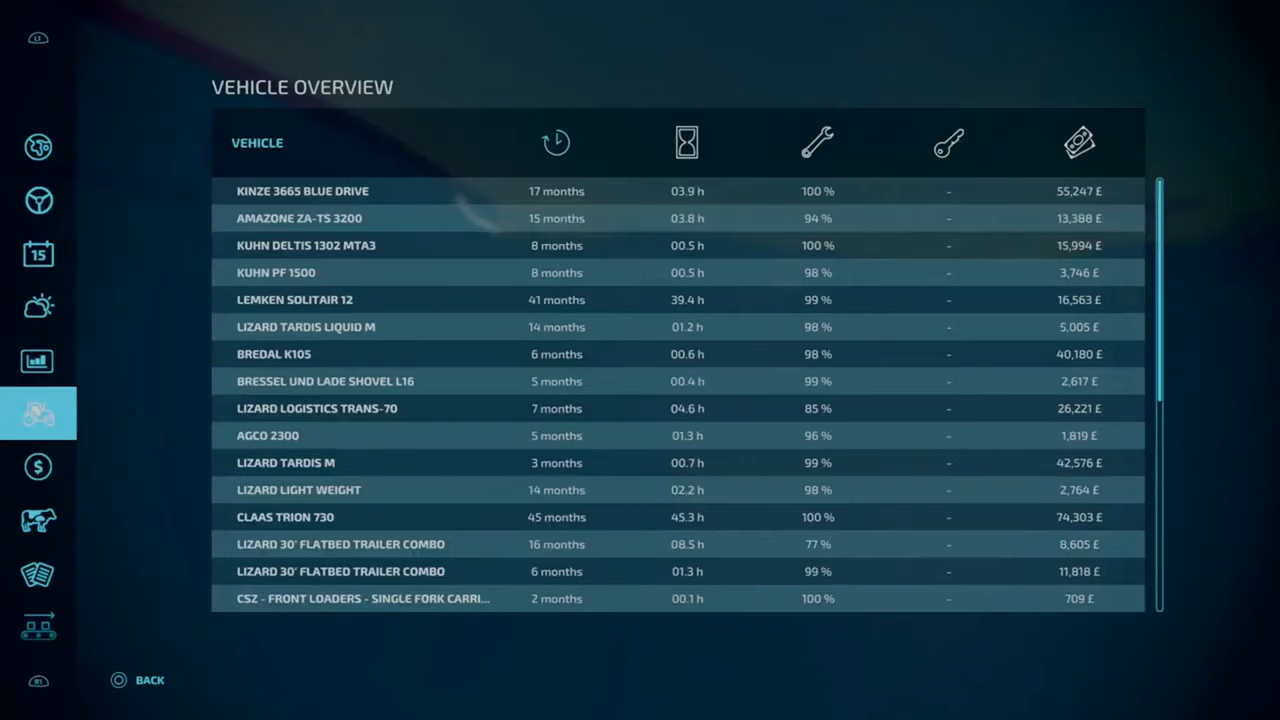 L1
VEHICLE OVERVIEW
VEHICLE
KINZE 3665 BLUE DRIVE 17 months 03.9 h 100 % - 55,247 £
AMAZONE ZA-TS 3200 15 months 03.8 h 94 % - 13,388 £
15 KUHN DELTIS 1302 MTA3 8 months 00.5 h 100 % - 15,994 £
KUHN PF 1500 8 months 00.5 h 98 % - 3,746 £
LEMKEN SOLITAIR 12 41 months 39.4 h 99 % - 16,563 £
LIZARD TARDIS LIQUID M 14 months 01.2 h 98 % - 5,005 £
BREDAL K105 6 months 00.6 h 98 % - 40,180 £
BRESSEL UND LADE SHOVEL L16 5 months 00.4 h 99 % - 2,617 £
LIZARD LOGISTICS TRANS-70 7 months 04.6 h 85 % - 26,221 £
AGCO 2300 5 months 01.3 h 96 % - 1,819 £
$ LIZARD TARDIS M 3 months 00.7 h 99 % - 42,576 £
LIZARD LIGHT WEIGHT 14 months 02.2 h 98 % - 2,764 £
CLAAS TRION 730 45 months 45.3 h 100 % - 74,303 £
LIZARD 30' FLATBED TRAILER COMBO 16 months 08.5 h 77 % - 8,605 £
LIZARD 30' FLATBED TRAILER COMBO 6 months 01.3 h 99 % - 11,818 £
CSZ - FRONT LOADERS - SINGLE FORK CARRI... 2 months 00.1 h 100 % - 709 £
R1 BACK